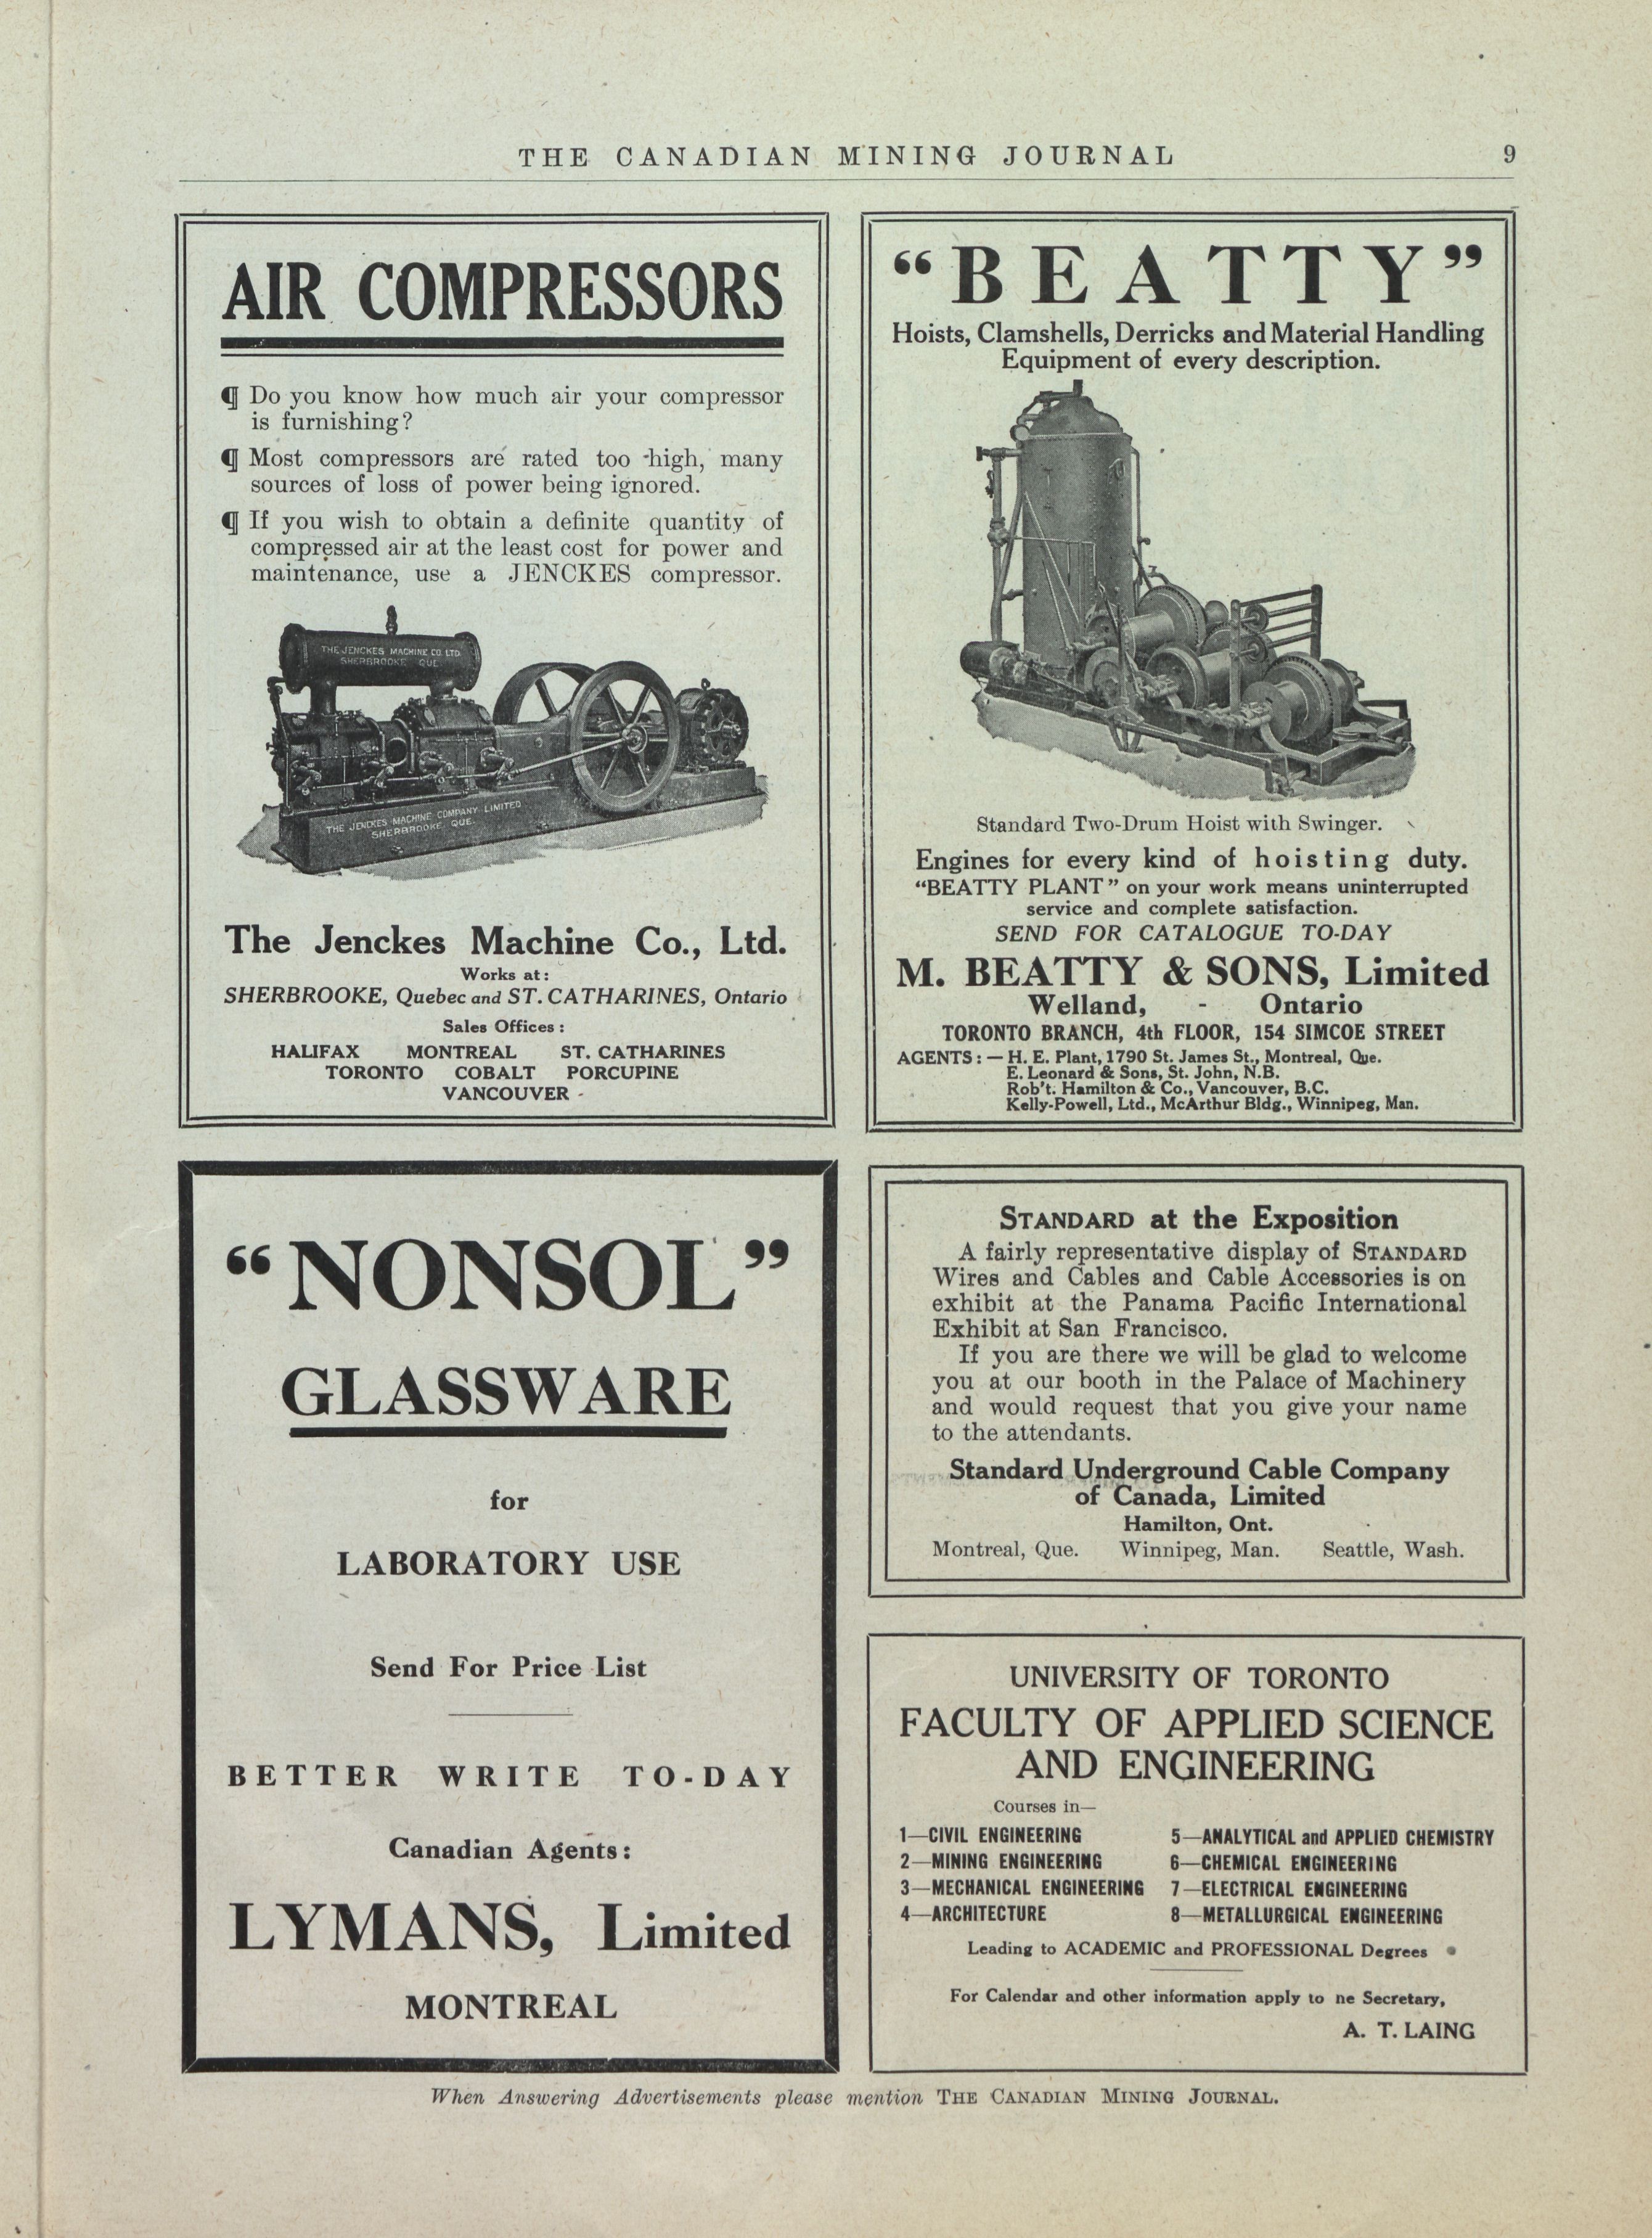 THE CANADIAN MINING JOURNAL 9
AIR COMPRESSORS
¶ Do you know how much air your compressor
is furnishing?
¶ Most compressors are rated too high, many
sources of loss of power being ignored.
¶ If you wish to obtain a definite quantity of
compressed air at the least cost for power and
maintenance, use a JENCKES compressor.
THE JENCKES MACHINE CO. LTD.
SHERBROOKE QUE.
THE JENCKES MACHINE COMPANY LIMITED
SHERBROOKE QUE.
The Jenckes Machine Co., Ltd.
Works at:
SHERBROOKE, Quebec and ST. CATHARINES, Ontario
Sales Offices:
HALIFAX MONTREAL ST. CATHARINES
TORONTO COBALT PORCUPINE
VANCOUVER
"BEATTY"
Hoists, Clamshells, Derricks and Material Handling
Equipment of every description.
Standard Two-Drum Hoist with Swinger.
Engines for every kind of hoisting duty.
"BEATTY PLANT" on your work means uninterrupted
service and complete satisfaction.
SEND FOR CATALOGUE TO-DAY
M. BEATTY & SONS, Limited
Welland, - Ontario
TORONTO BRANCH, 4th FLOOR, 154 SIMCOE STREET
AGENTS:—H. E. Plant, 1790 St. James St., Montreal, Que.
E. Leonard & Sons, St. John, N.B.
Rob't. Hamilton & Co., Vancouver, B.C.
Kelly-Powell, Ltd., McArthur Bldg., Winnipeg, Man.
"NONSOL"
GLASSWARE
for
LABORATORY USE
Send For Price List
BETTER WRITE TO-DAY
Canadian Agents:
LYMANS, Limited
MONTREAL
STANDARD at the Exposition
A fairly representative display of STANDARD
Wires and Cables and Cable Accessories is on
exhibit at the Panama Pacific International
Exhibit at San Francisco.
If you are there we will be glad to welcome
you at our booth in the Palace of Machinery
and would request that you give your name
to the attendants.
Standard Underground Cable Company
of Canada, Limited
Hamilton, Ont.
Montreal, Que. Winnipeg, Man. Seattle, Wash.
UNIVERSITY OF TORONTO
FACULTY OF APPLIED SCIENCE
AND ENGINEERING
Courses in—
1—CIVIL ENGINEERING
2—MINING ENGINEERING
3—MECHANICAL ENGINEERING
4—ARCHITECTURE
5—ANALYTICAL and APPLIED CHEMISTRY
6—CHEMICAL ENGINEERING
7—ELECTRICAL ENGINEERING
8—METALLURGICAL ENGINEERING
Leading to ACADEMIC and PROFESSIONAL Degrees
For Calendar and other information apply to ne Secretary,
A. T. LAING
When Answering Advertisements please mention THE CANADIAN MINING JOURNAL.